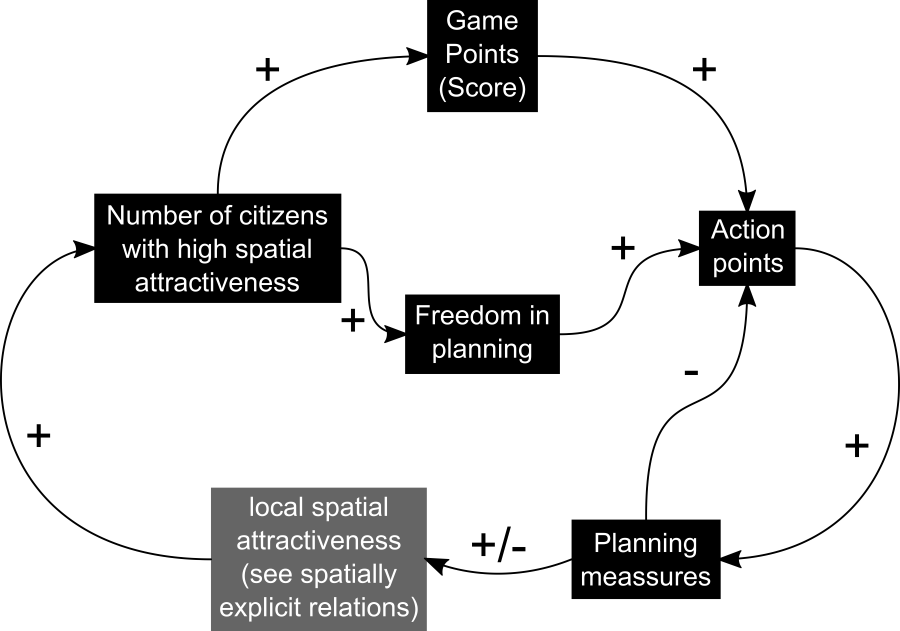 Game
Points
(Score)
+
+
Number of citizens
with high spatial
attractiveness
Action
points
+
+
Freedom in
planning
-
+
+
local spatial
attractiveness
(see spatially
explicit relations)
+/-
Planning
meassures